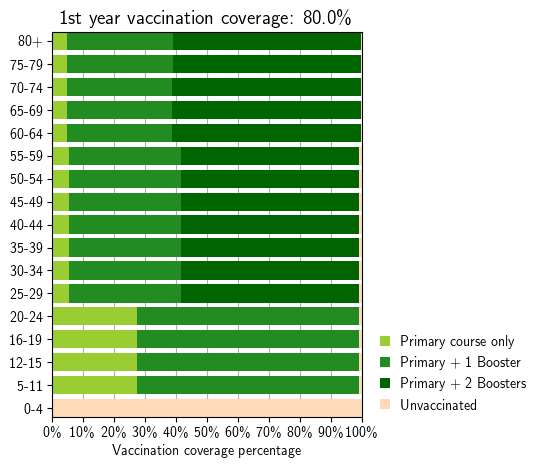 1st year vaccination coverage: 80.0%
80+
75-79
70-74
65-69
60-64
55-59
50-54
45-49
40-44
35-39
30-34
25-29
20-24
16-19
12-15
5-11
0-4
0% 10% 20% 30% 40% 50% 60% 70% 80% 90% 100%
Vaccination coverage percentage
Primary course only
Primary + 1 Booster
Primary + 2 Boosters
Unvaccinated